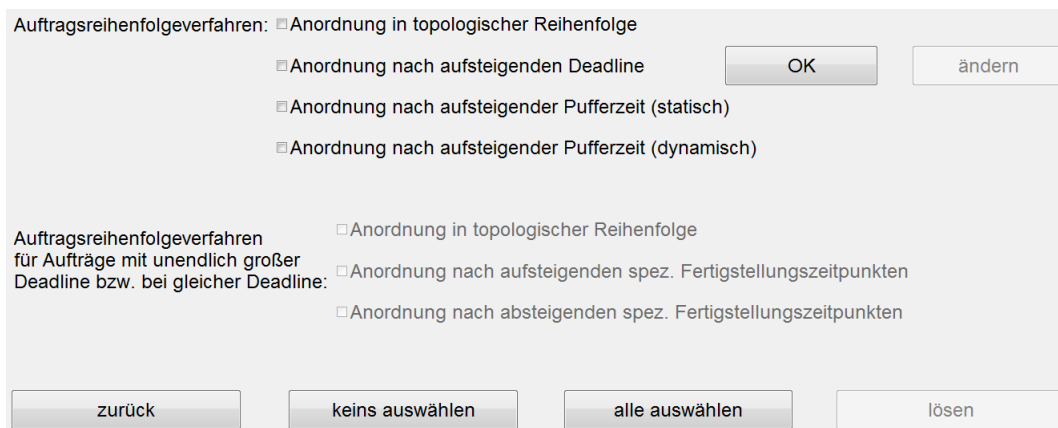 Auftragsreihenfolgeverfahren: Anordnung in topologischer Reihenfolge
Anordnung nach aufsteigenden Deadline OK ändern
Anordnung nach aufsteigender Pufferzeit (statisch)
Anordnung nach aufsteigender Pufferzeit (dynamisch)
Auftragsreihenfolgeverfahren
für Aufträge mit unendlich großer
Deadline bzw. bei gleicher Deadline:
Anordnung in topologischer Reihenfolge
Anordnung nach aufsteigenden spez. Fertigstellungszeitpunkten
Anordnung nach absteigenden spez. Fertigstellungszeitpunkten
zurück keins auswählen alle auswählen lösen